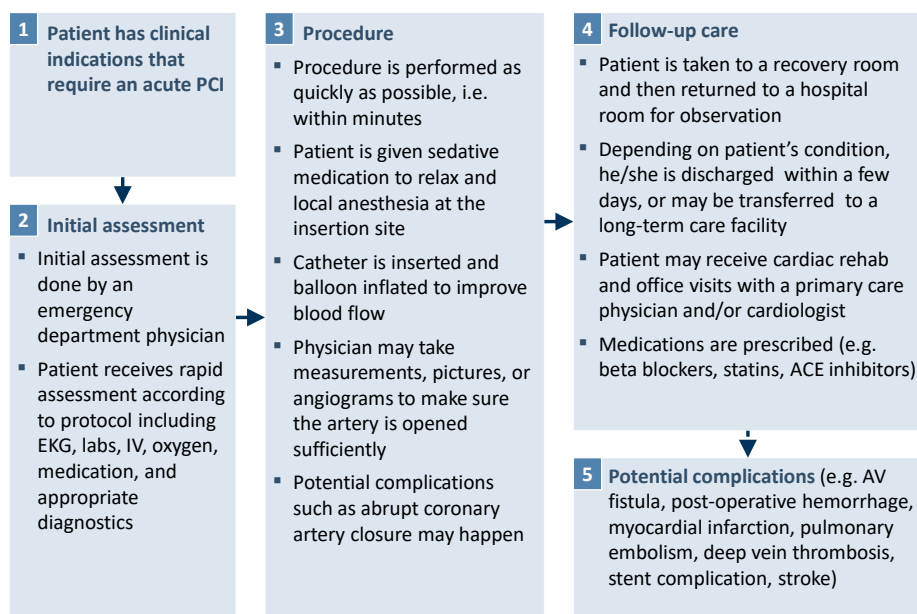 1 Patient has clinical
indications that
require an acute PCI
2 Initial assessment
▪ Initial assessment is
done by an
emergency
department physician
▪ Patient receives rapid
assessment according
to protocol including
EKG, labs, IV, oxygen,
medication, and
appropriate
diagnostics
3 Procedure
▪ Procedure is performed as
quickly as possible, i.e.
within minutes
▪ Patient is given sedative
medication to relax and
local anesthesia at the
insertion site
▪ Catheter is inserted and
balloon inflated to improve
blood flow
▪ Physician may take
measurements, pictures, or
angiograms to make sure
the artery is opened
sufficiently
▪ Potential complications
such as abrupt coronary
artery closure may happen
4 Follow-up care
▪ Patient is taken to a recovery room
and then returned to a hospital
room for observation
▪ Depending on patient’s condition,
he/she is discharged within a few
days, or may be transferred to a
long-term care facility
▪ Patient may receive cardiac rehab
and office visits with a primary care
physician and/or cardiologist
▪ Medications are prescribed (e.g.
beta blockers, statins, ACE inhibitors)
5 Potential complications (e.g. AV
fistula, post-operative hemorrhage,
myocardial infarction, pulmonary
embolism, deep vein thrombosis,
stent complication, stroke)